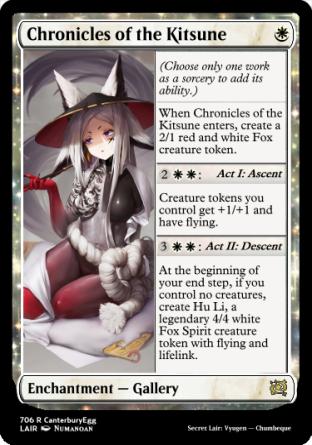 Chronicles of the Kitsune
(Choose only one work
as a sorcery to add its
ability.)
When Chronicles of the
Kitsune enters, create a
2/1 red and white Fox
creature token.
2 : Act I: Ascent
Creature tokens you
control get +1/+1 and
have flying.
3 : Act II: Descent
At the beginning of
your end step, if you
control no creatures,
create Hu Li, a
legendary 4/4 white
Fox Spirit creature
token with flying and
lifelink.
Enchantment — Gallery
706 R CanterburyEgg
LAIR Numanoan
Secret Lair: Vyugen — Chumbeque